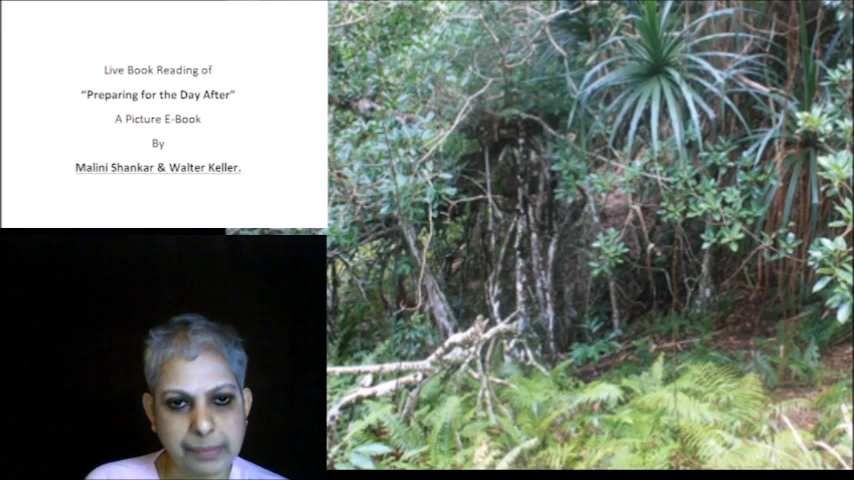 Live Book Reading of
“Preparing for the Day After”
A Picture E-Book
By
Malini Shankar & Walter Keller.